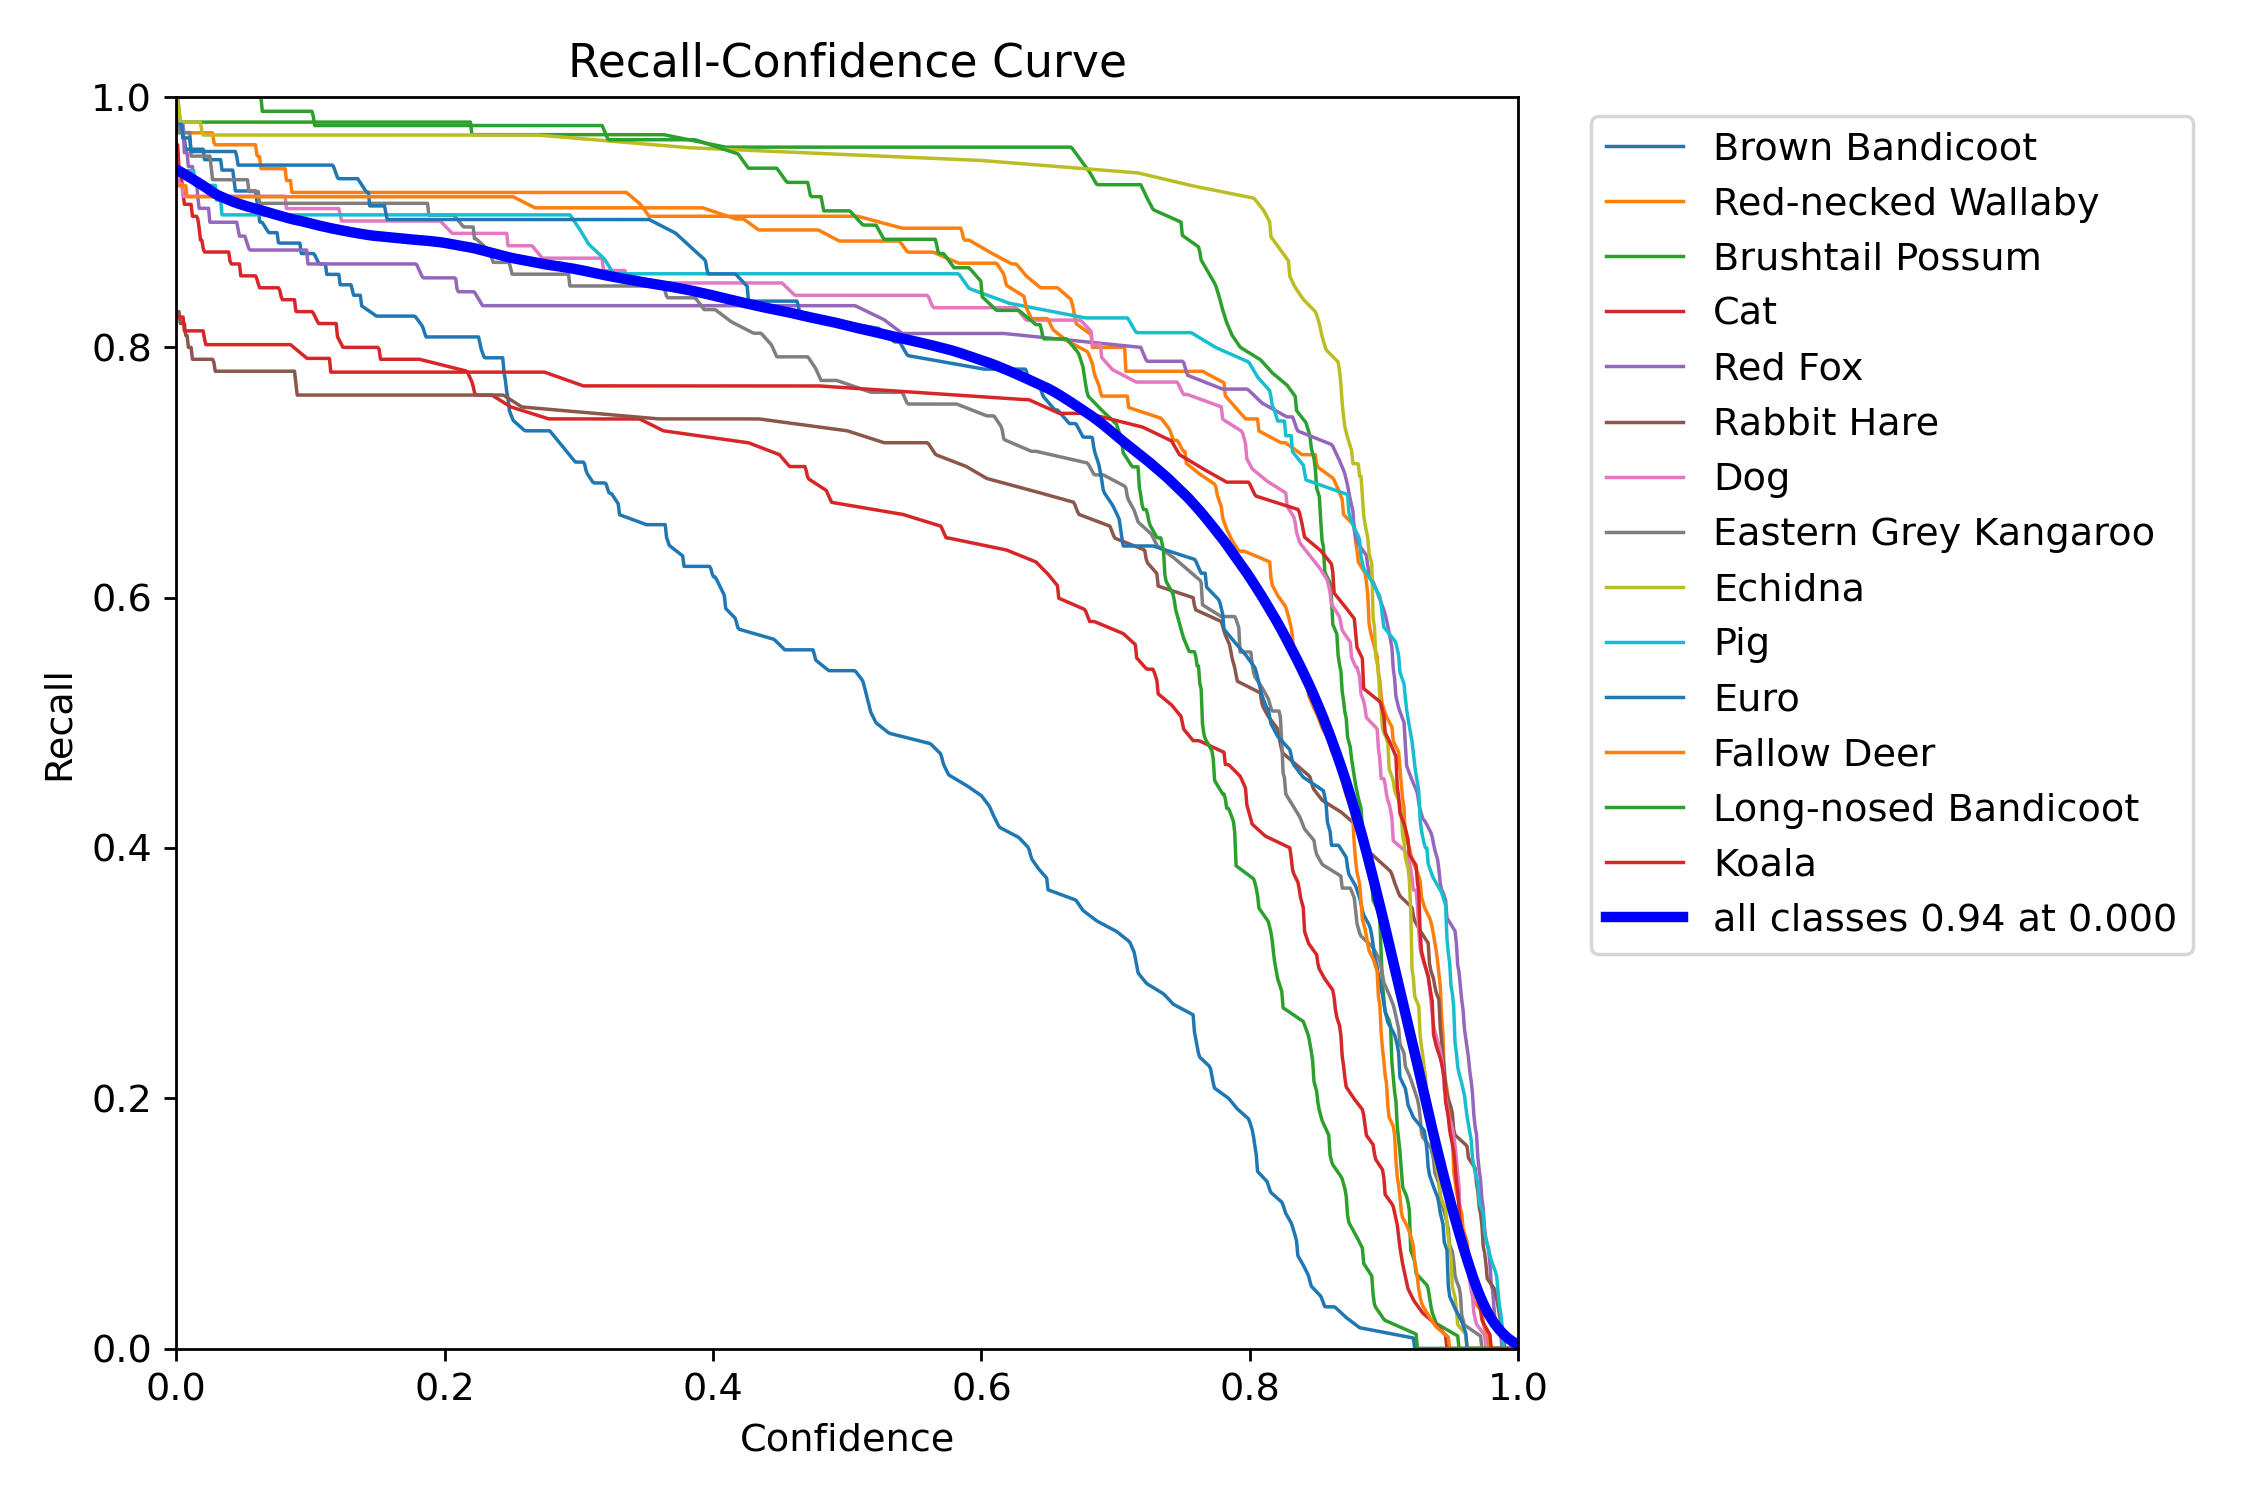 Recall-Confidence Curve
1.0
0.8
0.6
0.4
0.2
0.0
Recall
0.0 0.2 0.4 0.6 0.8 1.0
Confidence
Brown Bandicoot
Red-necked Wallaby
Brushtail Possum
Cat
Red Fox
Rabbit Hare
Dog
Eastern Grey Kangaroo
Echidna
Pig
Euro
Fallow Deer
Long-nosed Bandicoot
Koala
all classes 0.94 at 0.000